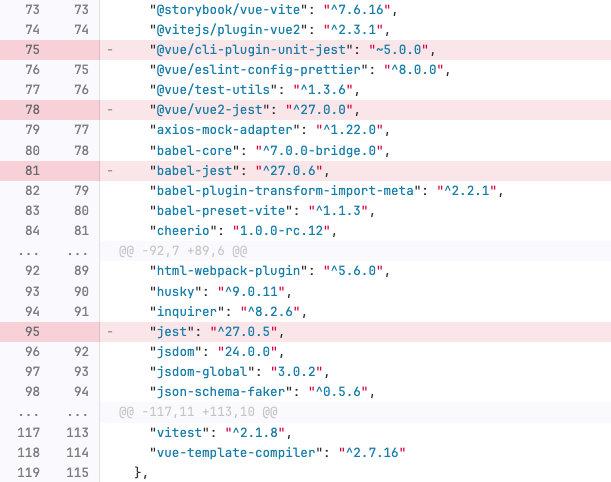 73 73 "@storybook/vue-vite": "^7.6.16",
74 74 "@vitejs/plugin-vue2": "^2.3.1",
75 - "@vue/cli-plugin-unit-jest": "~5.0.0",
76 75 "@vue/eslint-config-prettier": "^8.0.0",
77 76 "@vue/test-utils": "^1.3.6",
78 - "@vue/vue2-jest": "^27.0.0",
79 77 "axios-mock-adapter": "^1.22.0",
80 78 "babel-core": "^7.0.0-bridge.0",
81 - "babel-jest": "^27.0.6",
82 79 "babel-plugin-transform-import-meta": "^2.2.1",
83 80 "babel-preset-vite": "^1.1.3",
84 81 "cheerio": "1.0.0-rc.12",
... ... @@ -92,7 +89,6 @@
92 89 "html-webpack-plugin": "^5.6.0",
93 90 "husky": "^9.0.11",
94 91 "inquirer": "^8.2.6",
95 - "jest": "^27.0.5",
96 92 "jsdom": "24.0.0",
97 93 "jsdom-global": "3.0.2",
98 94 "json-schema-faker": "^0.5.6",
... ... @@ -117,11 +113,10 @@
117 113 "vitest": "^2.1.8",
118 114 "vue-template-compiler": "^2.7.16"
119 115 },